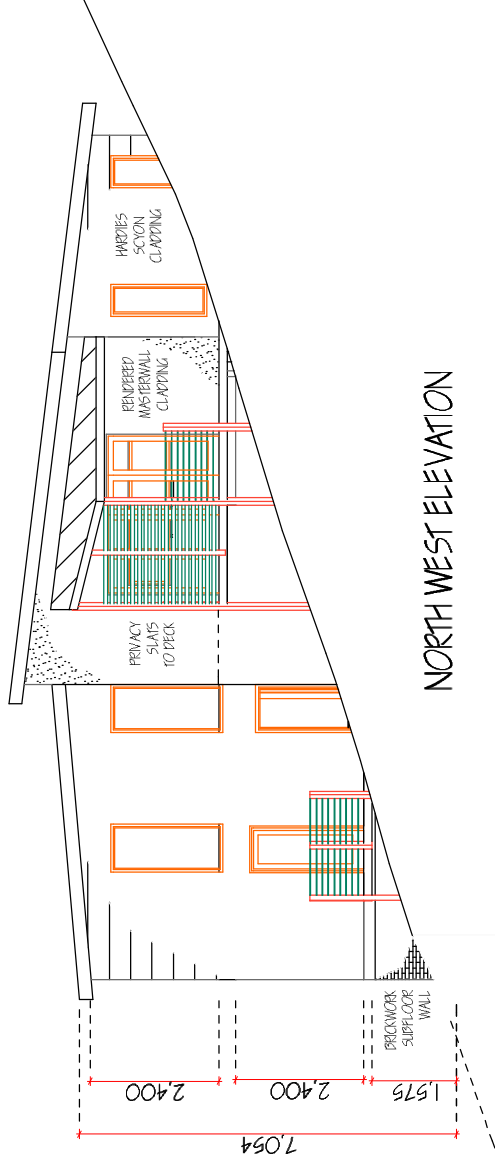 HARDIES
SCYON
CLADDING
RENDERED
MASTERWALL
CLADDING
PRIVACY
SLATS
TO DECK
BRICKWORK
SUBFLOOR
WALL
2,400
2,400
1,575
7,054
NORTH WEST ELEVATION